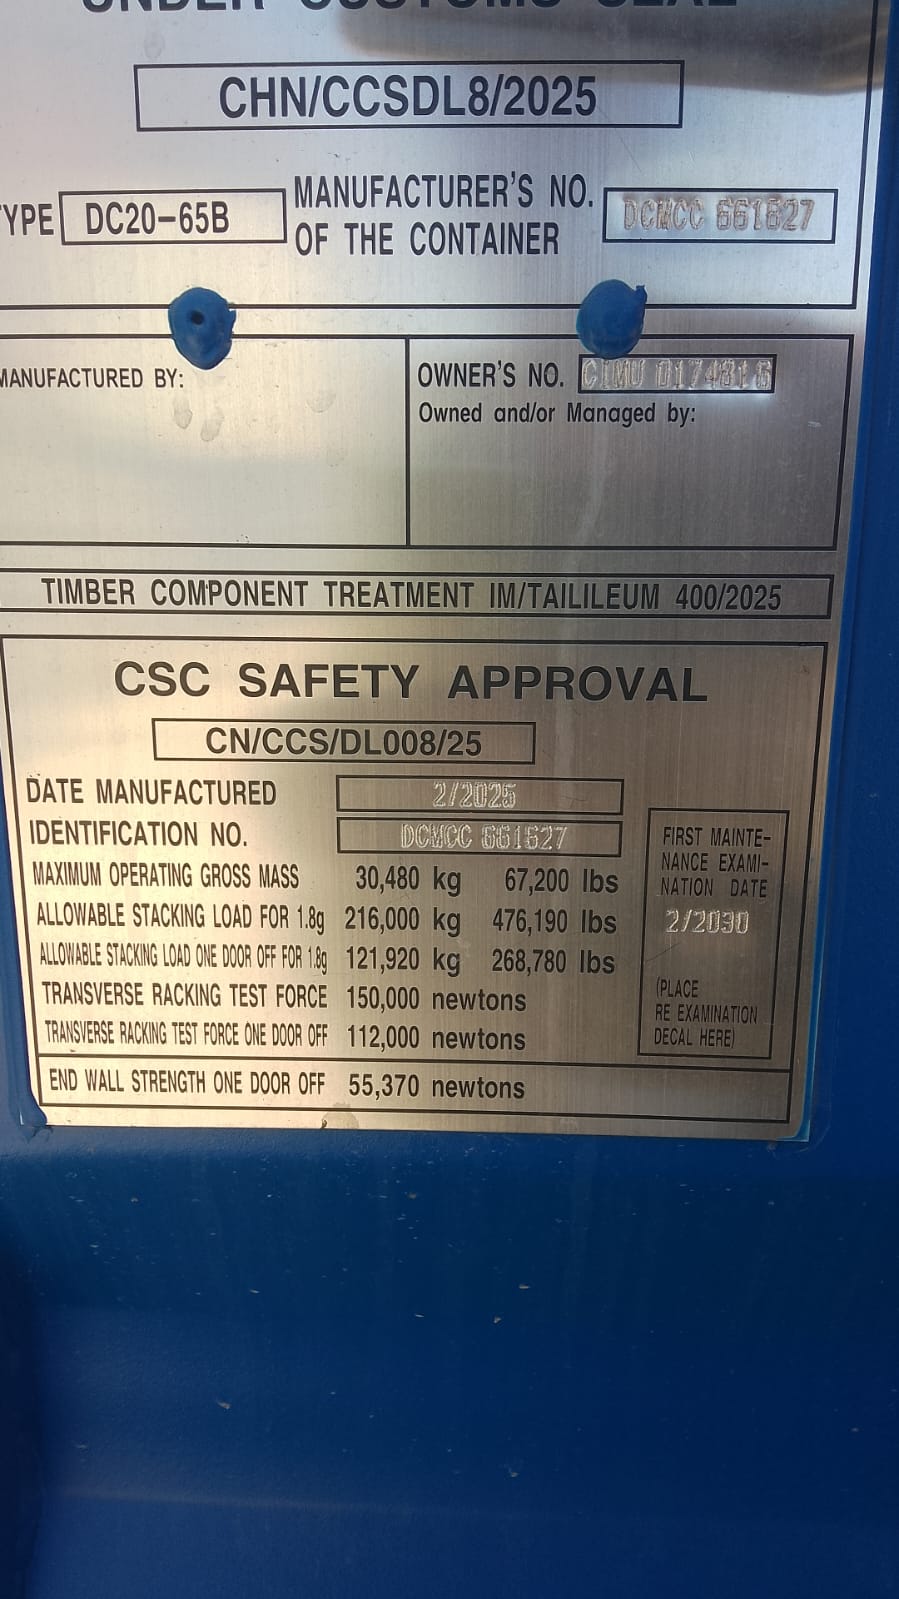 UNDER CUSTOMS SEAL
CHN/CCSDL8/2025
TYPE DC20-65B MANUFACTURER'S NO. OF THE CONTAINER DCMCC 661627
MANUFACTURED BY:
OWNER'S NO. CIMU
Owned and/or Managed by:
TIMBER COMPONENT TREATMENT IM/TAILILEUM 400/2025
CSC SAFETY APPROVAL
CN/CCS/DL008/25
DATE MANUFACTURED 2/2025
IDENTIFICATION NO. DCMCC 661627
MAXIMUM OPERATING GROSS MASS 30,480 kg 67,200 lbs
ALLOWABLE STACKING LOAD FOR 1.8g 216,000 kg 476,190 lbs
ALLOWABLE STACKING LOAD ONE DOOR OFF FOR 1.8g 121,920 kg 268,780 lbs
TRANSVERSE RACKING TEST FORCE 150,000 newtons
TRANSVERSE RACKING TEST FORCE ONE DOOR OFF 112,000 newtons
END WALL STRENGTH ONE DOOR OFF 55,370 newtons
FIRST MAINTE-
NANCE EXAMI-
NATION DATE
2/2030
(PLACE
RE EXAMINATION
DECAL HERE)